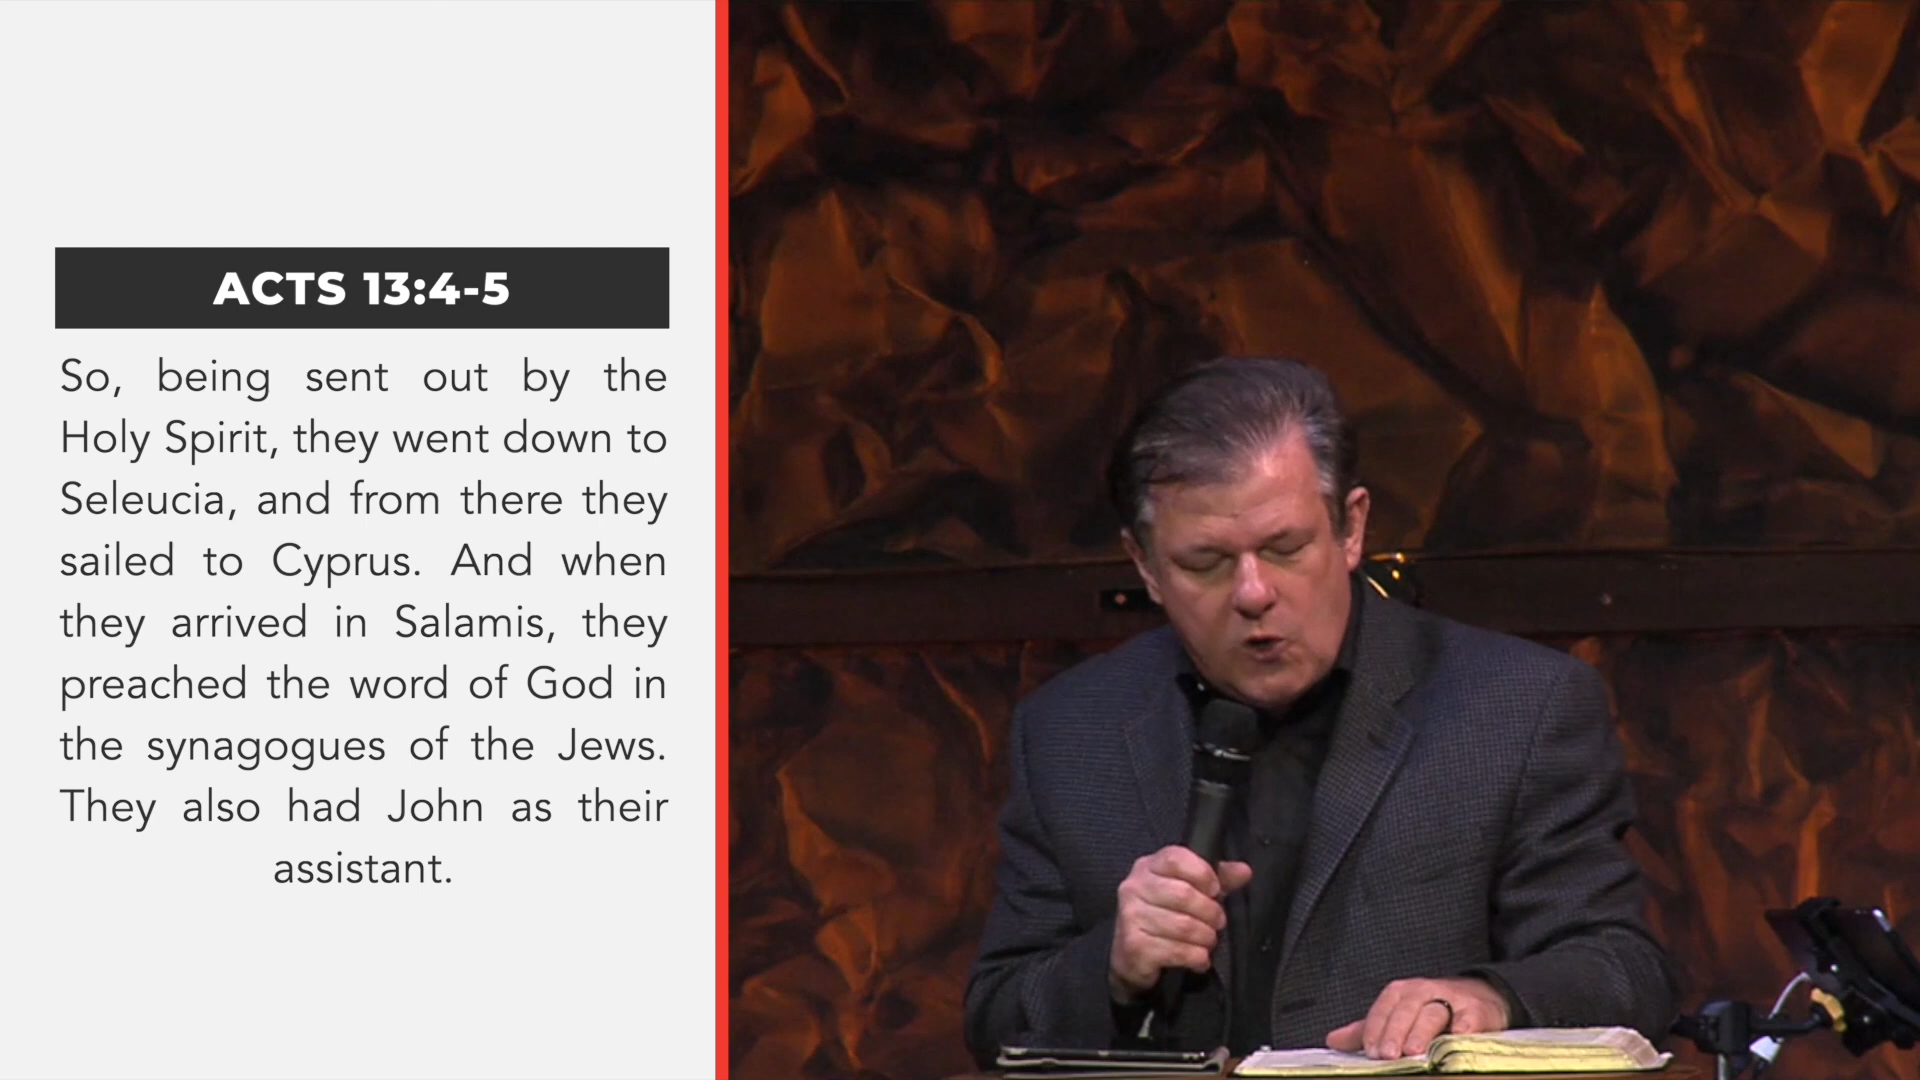 ACTS 13:4-5
So, being sent out by the
Holy Spirit, they went down to
Seleucia, and from there they
sailed to Cyprus. And when
they arrived in Salamis, they
preached the word of God in
the synagogues of the Jews.
They also had John as their
assistant.